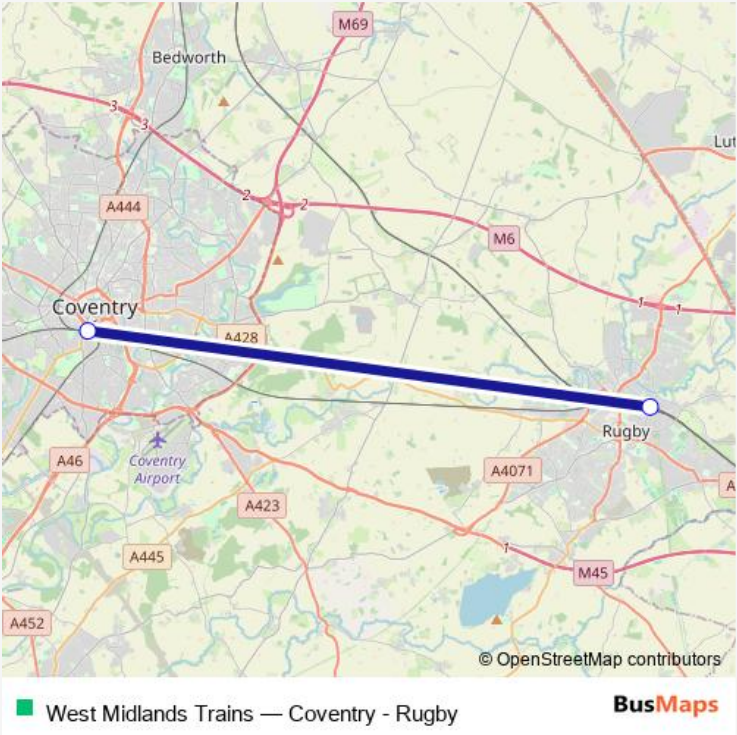 M69
Bedworth
3
3
Lut
2
2
A444
M6
Coventry
1
1
A428
Rugby
A46
Coventry
Airport
A4071
A
A423
A445
1
M45
A452
© OpenStreetMap contributors
West Midlands Trains — Coventry - Rugby
BusMaps